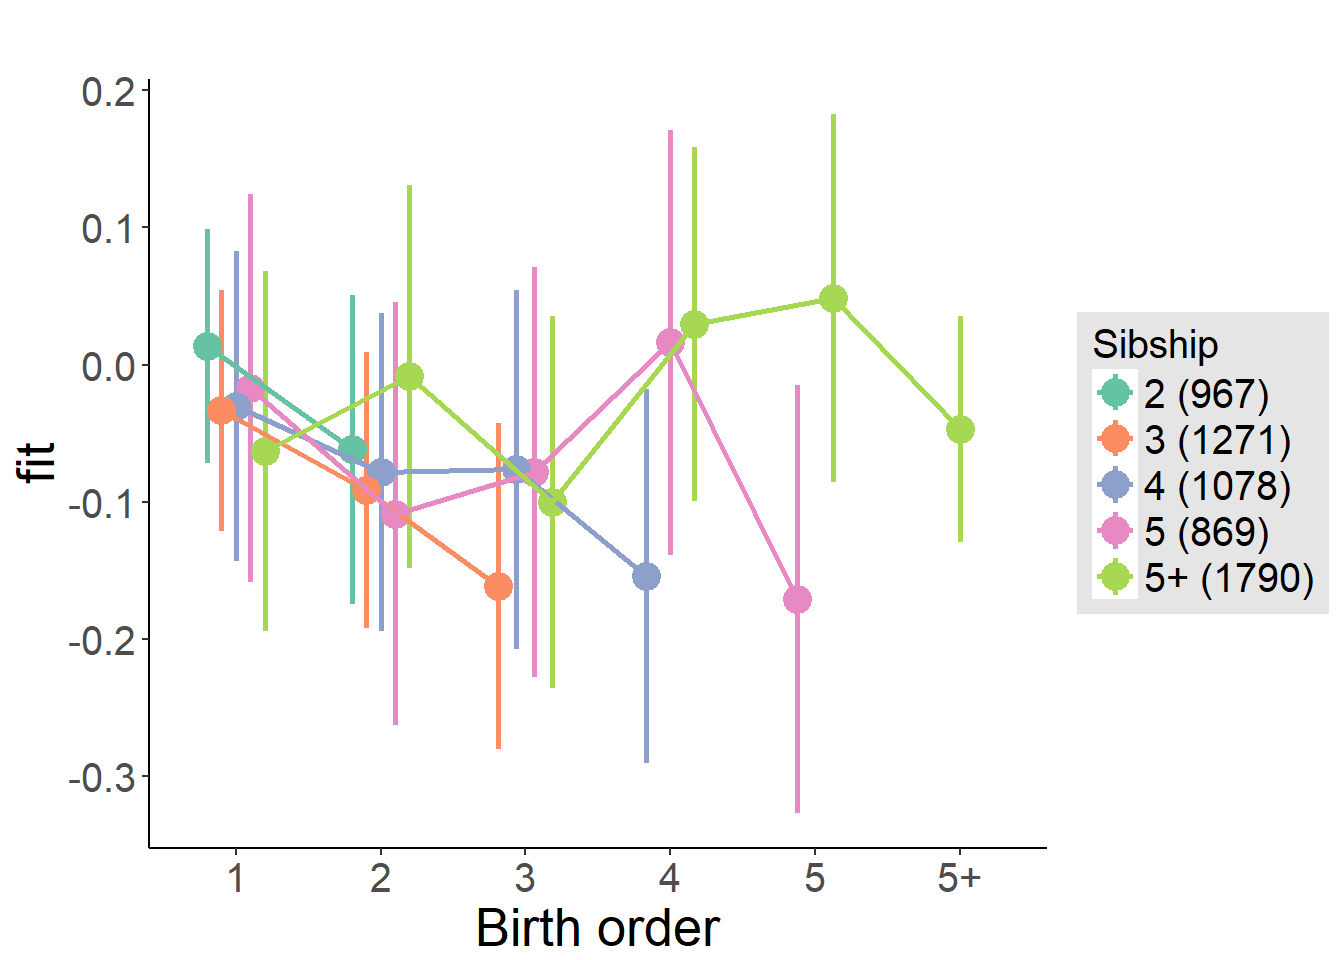 0.2
0.1
0.0
-0.1
-0.2
-0.3
fit
1 2 3 4 5 5+
Birth order
Sibship
2 (967)
3 (1271)
4 (1078)
5 (869)
5+ (1790)